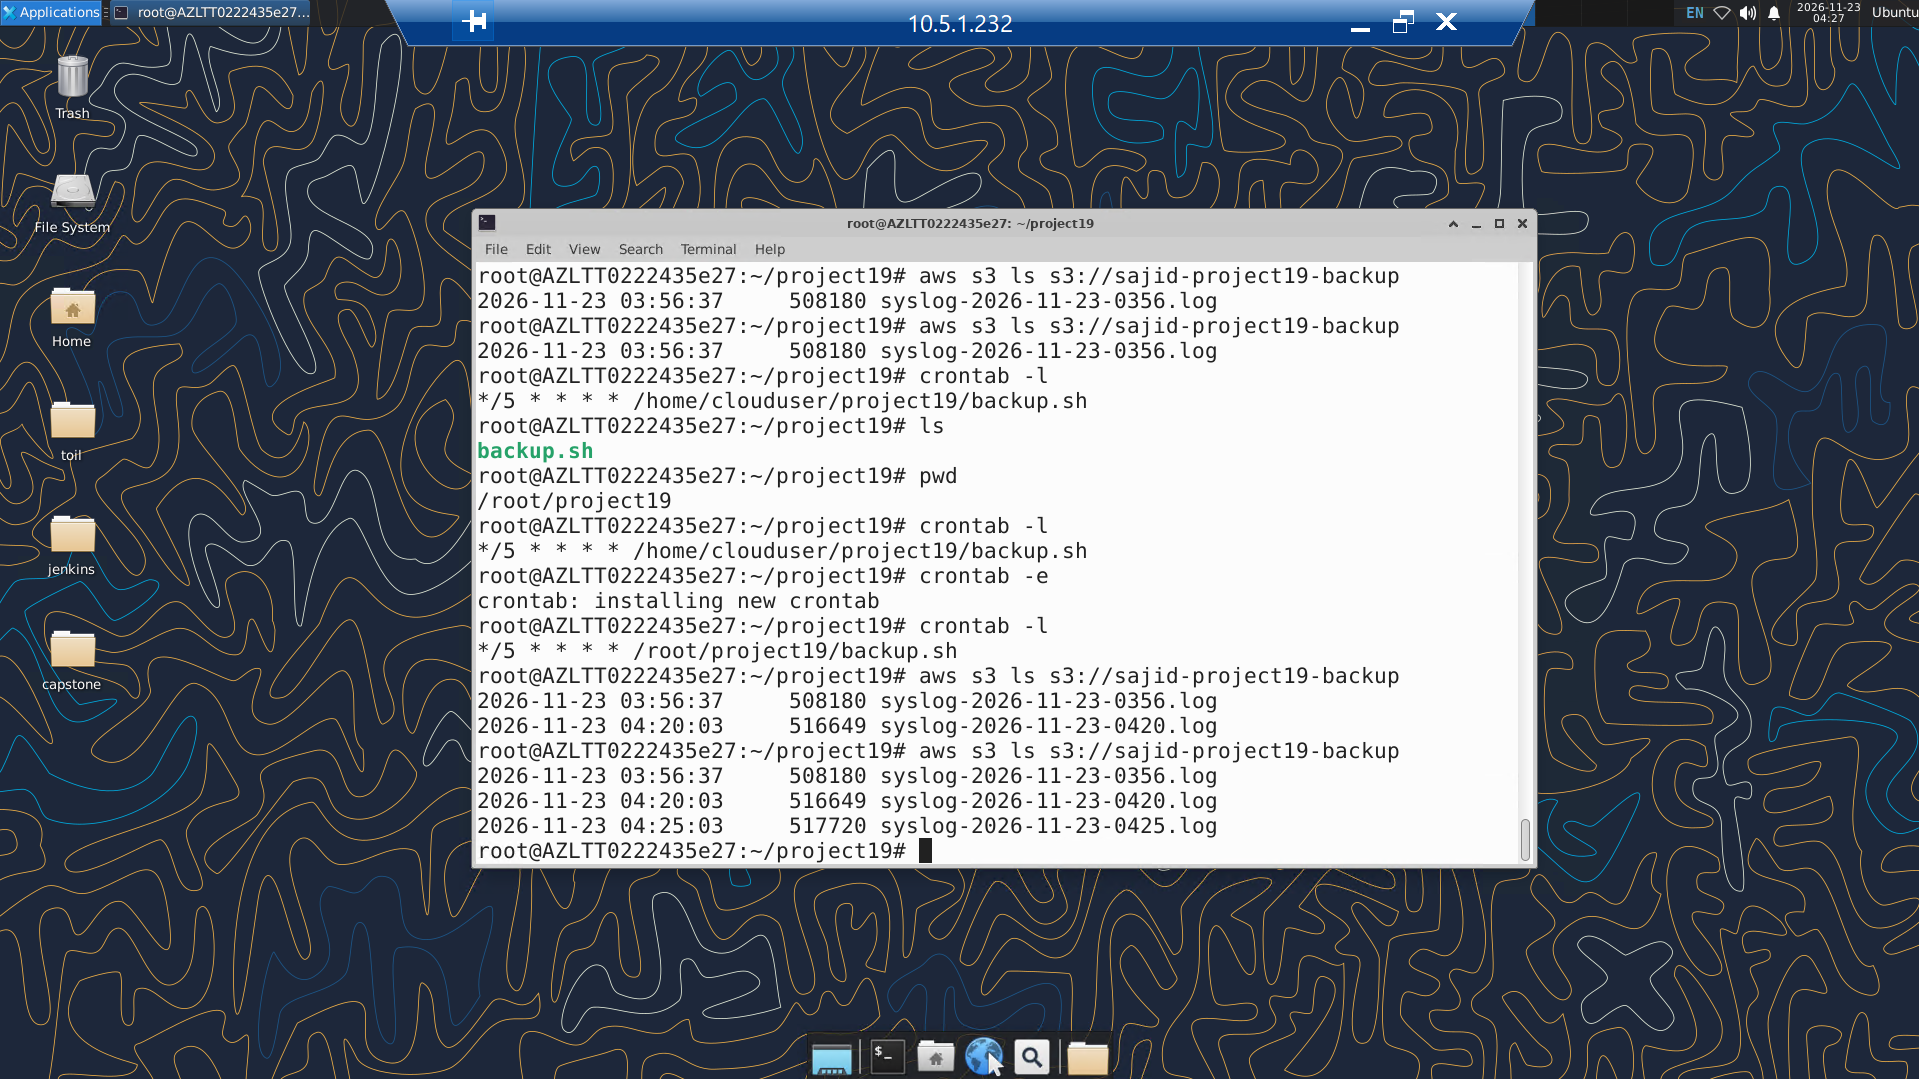 Applications
root@AZLTT0222435e27...
10.5.1.232
EN
2026-11-23
04:27
Ubuntu
Trash
File System
Home
toil
jenkins
capstone
root@AZLTT0222435e27: ~/project19
File Edit View Search Terminal Help
root@AZLTT0222435e27:~/project19# aws s3 ls s3://sajid-project19-backup
2026-11-23 03:56:37     508180 syslog-2026-11-23-0356.log
root@AZLTT0222435e27:~/project19# aws s3 ls s3://sajid-project19-backup
2026-11-23 03:56:37     508180 syslog-2026-11-23-0356.log
root@AZLTT0222435e27:~/project19# crontab -l
*/5 * * * * /home/clouduser/project19/backup.sh
root@AZLTT0222435e27:~/project19# ls
backup.sh
root@AZLTT0222435e27:~/project19# pwd
/root/project19
root@AZLTT0222435e27:~/project19# crontab -l
*/5 * * * * /home/clouduser/project19/backup.sh
root@AZLTT0222435e27:~/project19# crontab -e
crontab: installing new crontab
root@AZLTT0222435e27:~/project19# crontab -l
*/5 * * * * /root/project19/backup.sh
root@AZLTT0222435e27:~/project19# aws s3 ls s3://sajid-project19-backup
2026-11-23 03:56:37     508180 syslog-2026-11-23-0356.log
2026-11-23 04:20:03     516649 syslog-2026-11-23-0420.log
root@AZLTT0222435e27:~/project19# aws s3 ls s3://sajid-project19-backup
2026-11-23 03:56:37     508180 syslog-2026-11-23-0356.log
2026-11-23 04:20:03     516649 syslog-2026-11-23-0420.log
2026-11-23 04:25:03     517720 syslog-2026-11-23-0425.log
root@AZLTT0222435e27:~/project19#
$-